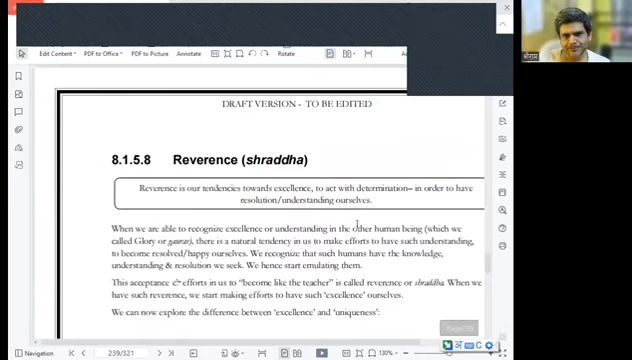 Edit Content
PDF to Office
PDF to Picture
Annotate
Rotate
DRAFT VERSION - TO BE EDITED
8.1.5.8 Reverence (shraddha)
Reverence is our tendencies towards excellence, to act with determination– in order to have
resolution/understanding ourselves.
When we are able to recognize excellence or understanding in the other human being (which we
called Glory or gaurav), there is a natural tendency in us to make efforts to have such understanding,
to become resolved/happy ourselves. We recognize that such humans have the knowledge,
understanding & resolution we seek. We hence start emulating them.
This acceptance & efforts in us to “become like the teacher” is called reverence or shraddha. When we
have such reverence, we start making efforts to have such ‘excellence’ ourselves.
We can now explore the difference between ‘excellence’ and ‘uniqueness’:
Page239
239/321
130%
श्रीराम